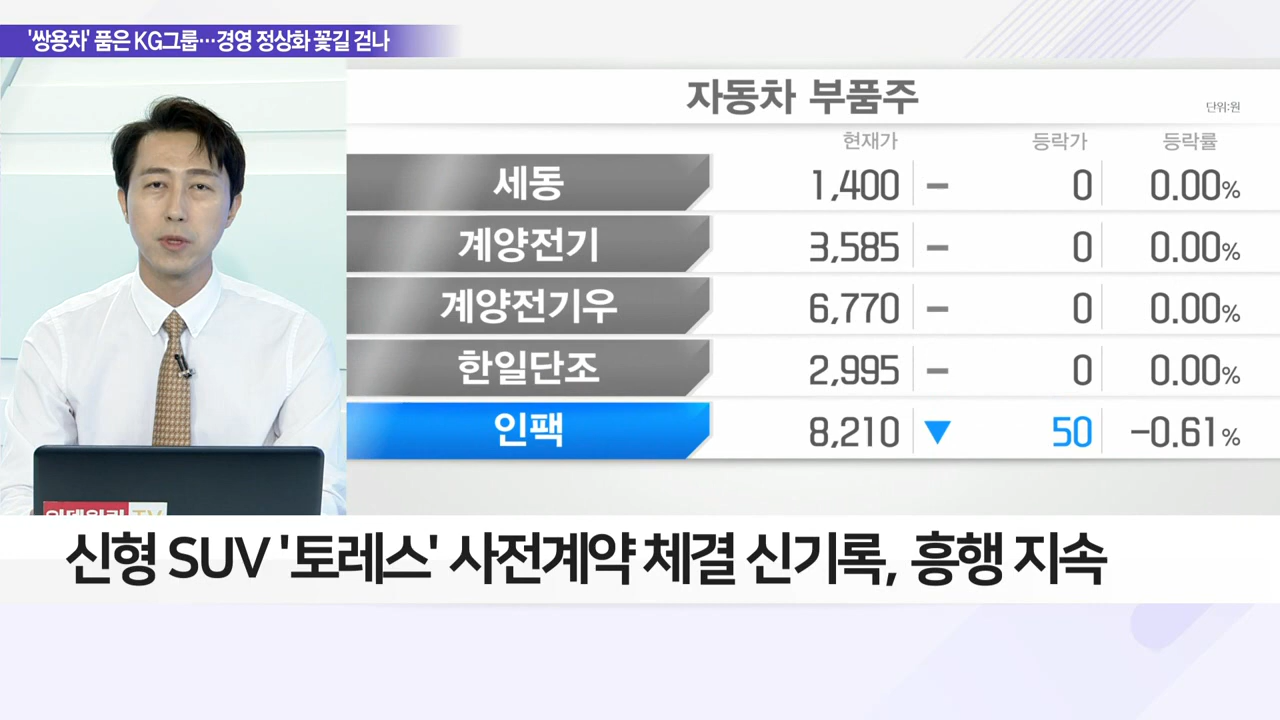 '쌍용차' 품은 KG그룹…경영 정상화 꽃길 걷나
자동차 부품주
단위:원
현재가 등락가 등락률
세동 1,400 – 0 0.00%
계양전기 3,585 – 0 0.00%
계양전기우 6,770 – 0 0.00%
한일단조 2,995 – 0 0.00%
인팩 8,210 ▼ 50 -0.61%
이데일리 TV
신형 SUV '토레스' 사전계약 체결 신기록, 흥행 지속